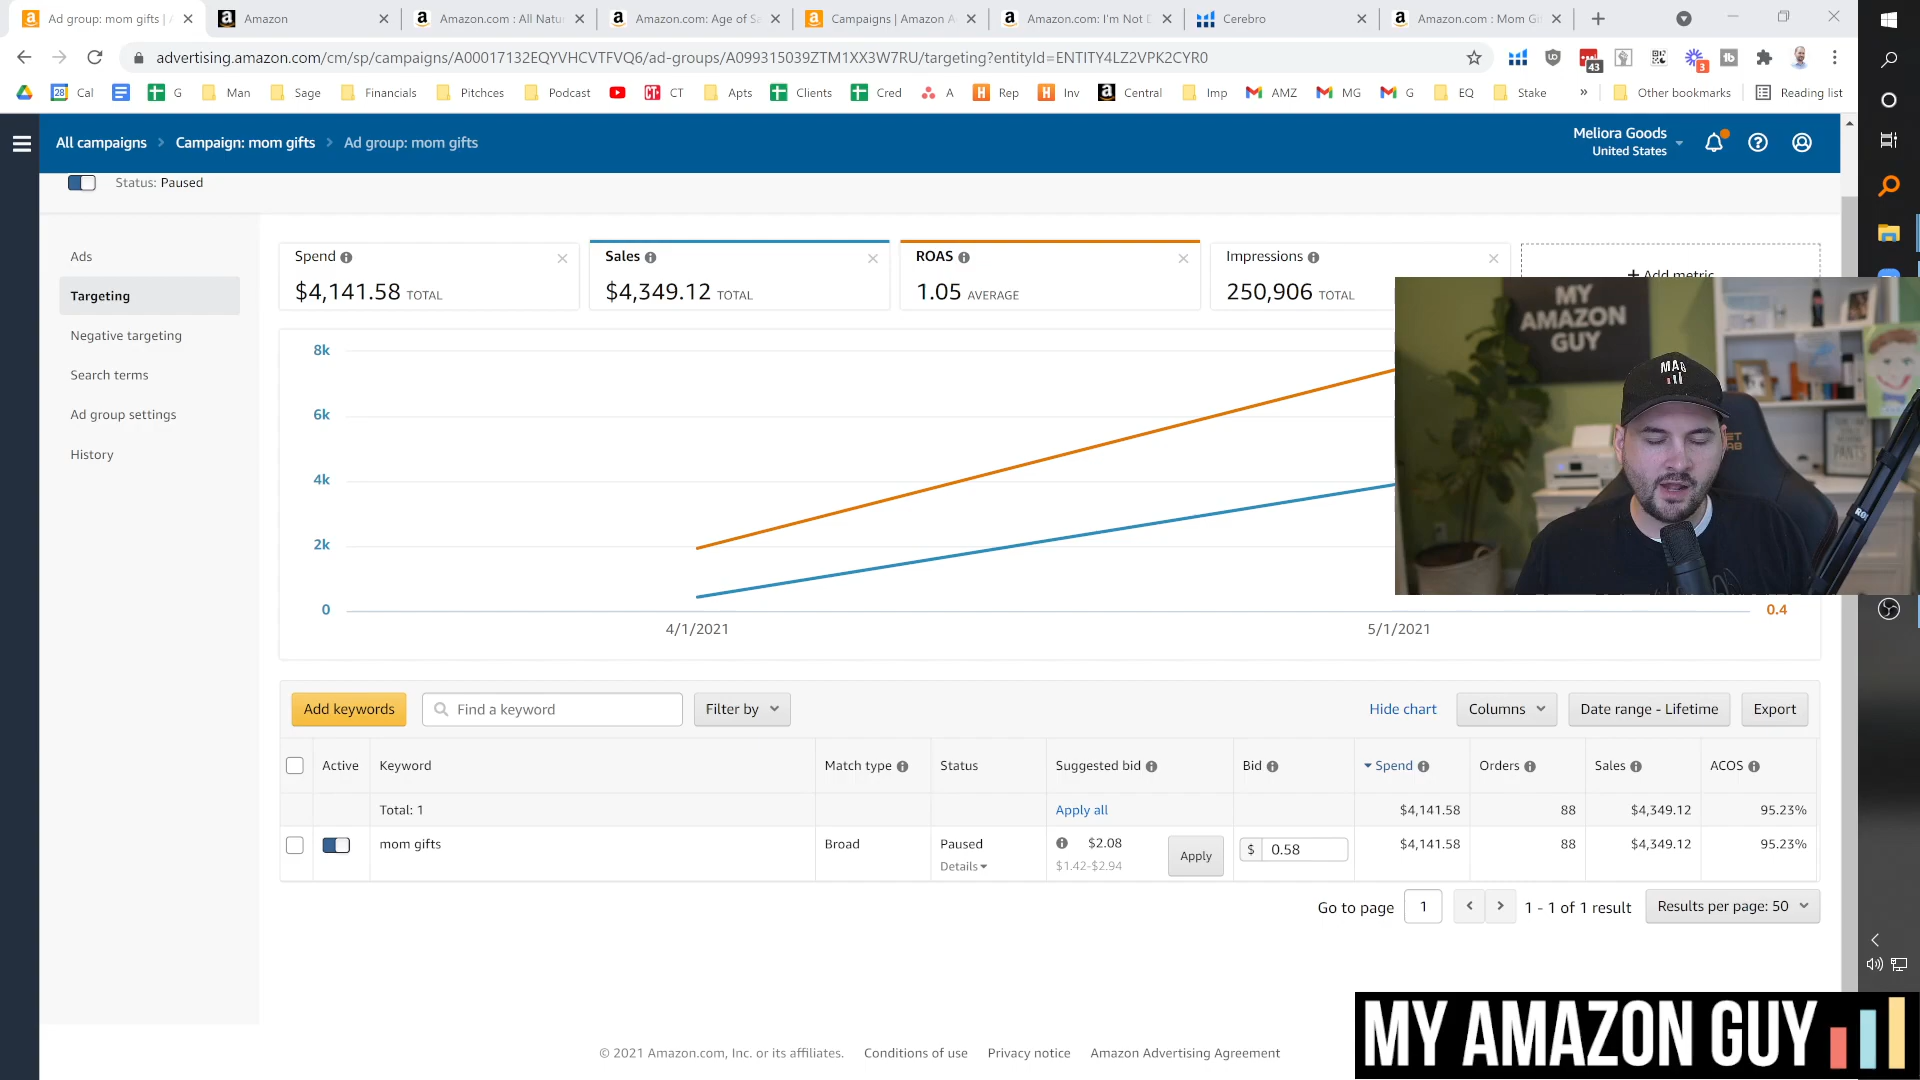 Ad group: mom gifts |
Amazon
Amazon.com : All Natu
Amazon.com: Age of S
Campaigns | Amazon A
Amazon.com: I'm Not D
Cerebro
Amazon.com : Mom Gi
advertising.amazon.com/cm/sp/campaigns/A00017132EQYVHCVTFVQ6/ad-groups/A099315039ZTM1XX3W7RU/targeting?entityId=ENTITY4LZ2VPK2CYR0
43
3
tb
28 Cal
G
Man
Sage
Financials
Pitchces
Podcast
CT CT
Apts
Clients
Cred
A
H Rep
H Inv
Central
Imp
AMZ
MG
G
EQ
Stake
»
Other bookmarks
Reading list
All campaigns > Campaign: mom gifts > Ad group: mom gifts
Meliora Goods
United States
Status: Paused
Ads
Targeting
Negative targeting
Search terms
Ad group settings
History
Spend
$4,141.58 TOTAL
Sales
$4,349.12 TOTAL
ROAS
1.05 AVERAGE
Impressions
250,906 TOTAL
+ Add metric
MY
AMAZON
GUY
MAG
PANTS
8k
6k
4k
2k
0
0.4
4/1/2021
5/1/2021
Add keywords
Find a keyword
Filter by
Hide chart
Columns
Date range - Lifetime
Export
Active Keyword Match type Status Suggested bid Bid Spend Orders Sales ACOS
Total: 1 Apply all $4,141.58 88 $4,349.12 95.23%
mom gifts Broad Paused $2.08 Apply $ 0.58 $4,141.58 88 $4,349.12 95.23%
Details $1.42-$2.94
Go to page 1 < > 1 - 1 of 1 result Results per page: 50
© 2021 Amazon.com, Inc. or its affiliates. Conditions of use Privacy notice Amazon Advertising Agreement
MY AMAZON GUY